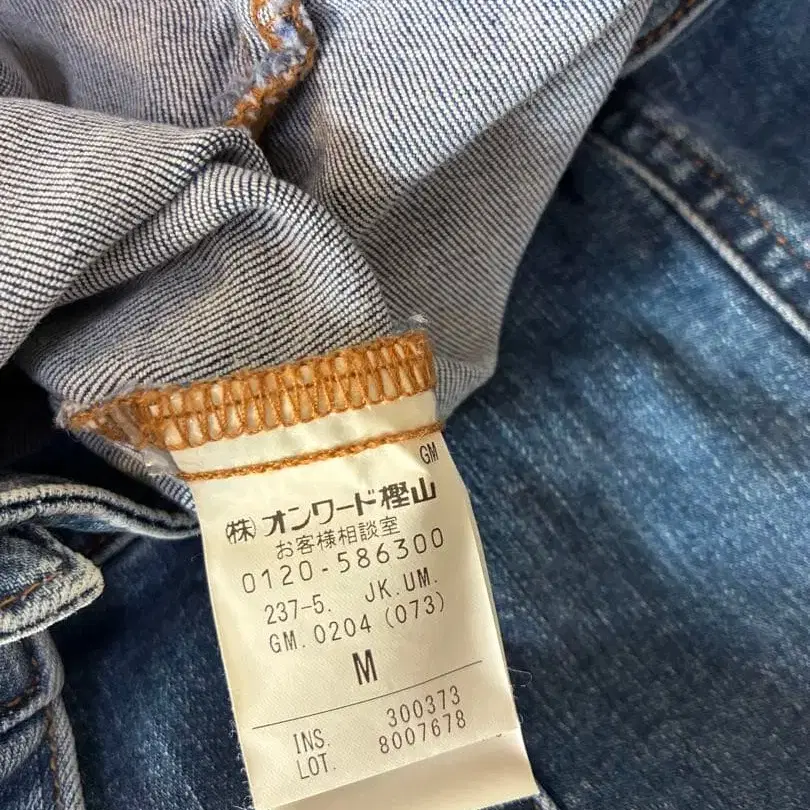 GM
㈱オンワード樫山
お客様相談室
0120-586300
237-5. JK.UM.
GM.0204(073)
M
INS. 300373
LOT. 8007678